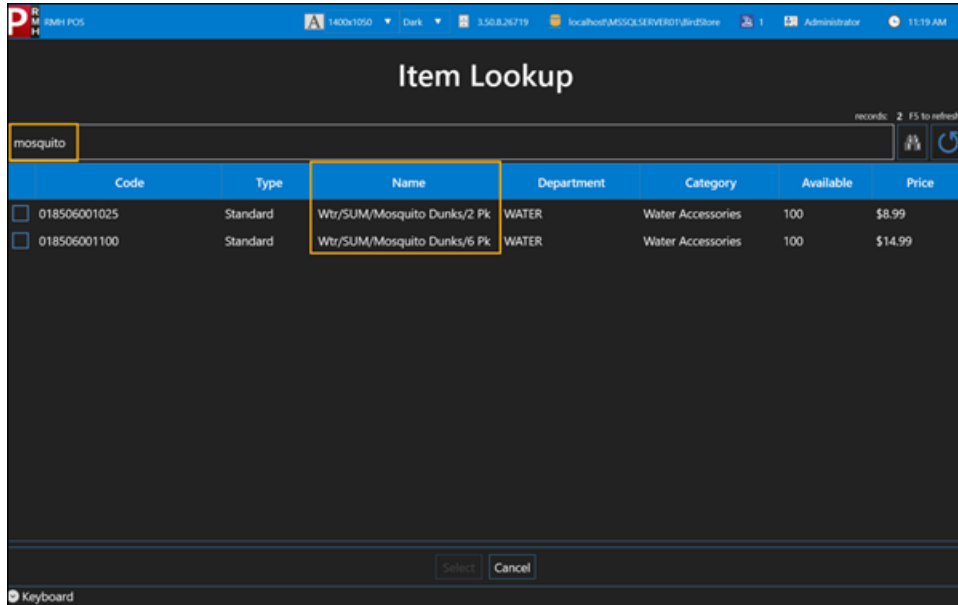 P RMH RMH POS A 1400x1050 Dark 3.50.8.26719 localhost\MSSQLSERVER01\BirdStore 1 Administrator 11:19 AM
Item Lookup
records: 2 F5 to refresh
mosquito
Code Type Name Department Category Available Price
018506001025 Standard Wtr/SUM/Mosquito Dunks/2 Pk WATER Water Accessories 100 $8.99
018506001100 Standard Wtr/SUM/Mosquito Dunks/6 Pk WATER Water Accessories 100 $14.99
Select Cancel
Keyboard